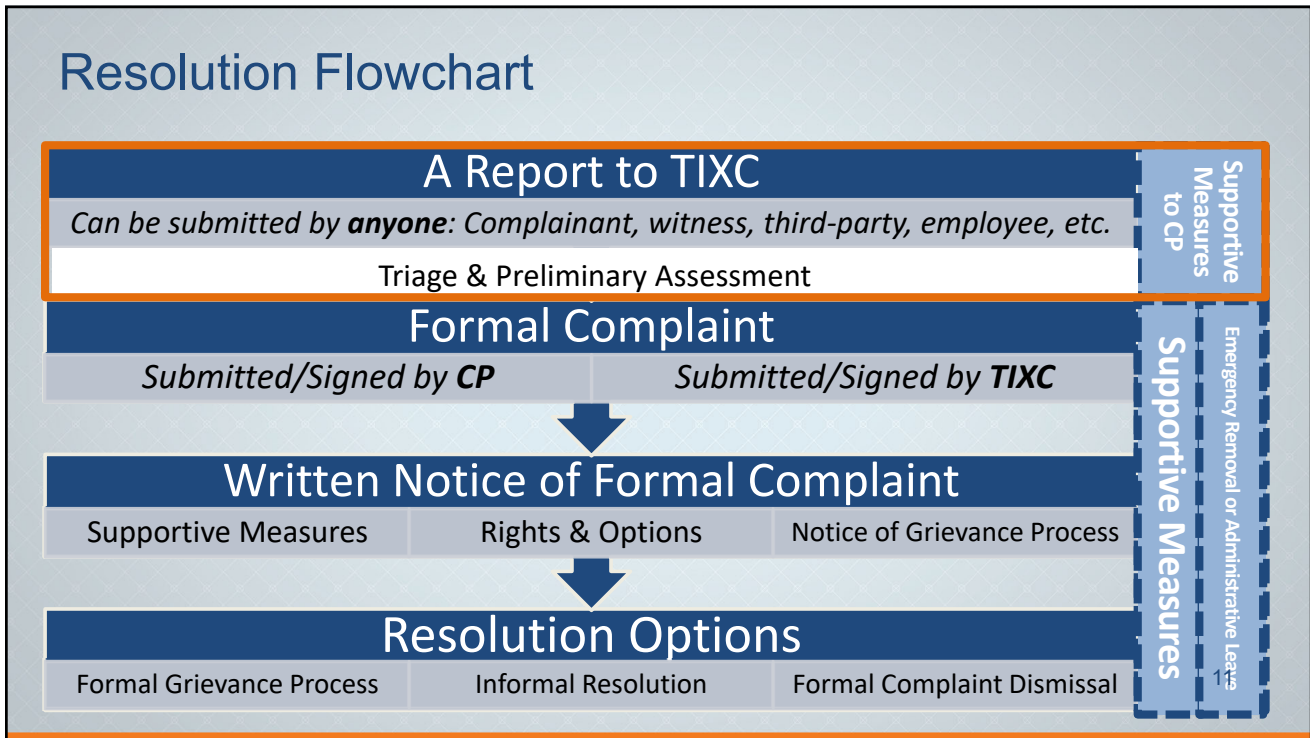 Resolution Flowchart
A Report to TIXC
Can be submitted by anyone: Complainant, witness, third-party, employee, etc.
Triage & Preliminary Assessment
Supportive
Measures
to CP
Formal Complaint
Submitted/Signed by CP
Submitted/Signed by TIXC
Written Notice of Formal Complaint
Supportive Measures
Rights & Options
Notice of Grievance Process
Resolution Options
Formal Grievance Process
Informal Resolution
Formal Complaint Dismissal
Supportive Measures
Emergency Removal or Administrative Leave